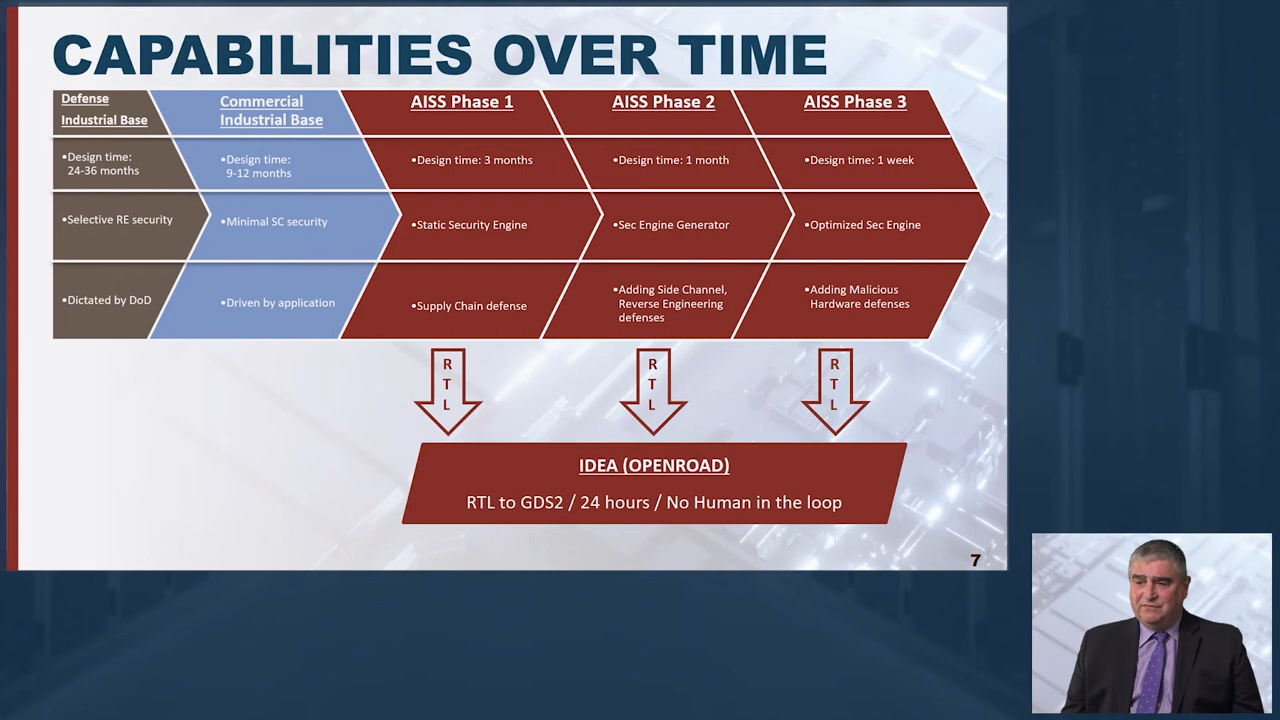 CAPABILITIES OVER TIME
Defense
Industrial Base
Commercial
Industrial Base
AISS Phase 1
AISS Phase 2
AISS Phase 3
•Design time:
24-36 months
•Design time:
9-12 months
•Design time: 3 months
•Design time: 1 month
•Design time: 1 week
•Selective RE security
•Minimal SC security
•Static Security Engine
•Sec Engine Generator
•Optimized Sec Engine
•Dictated by DoD
•Driven by application
•Supply Chain defense
•Adding Side Channel,
Reverse Engineering
defenses
•Adding Malicious
Hardware defenses
R
T
L
R
T
L
R
T
L
IDEA (OPENROAD)
RTL to GDS2 / 24 hours / No Human in the loop
7